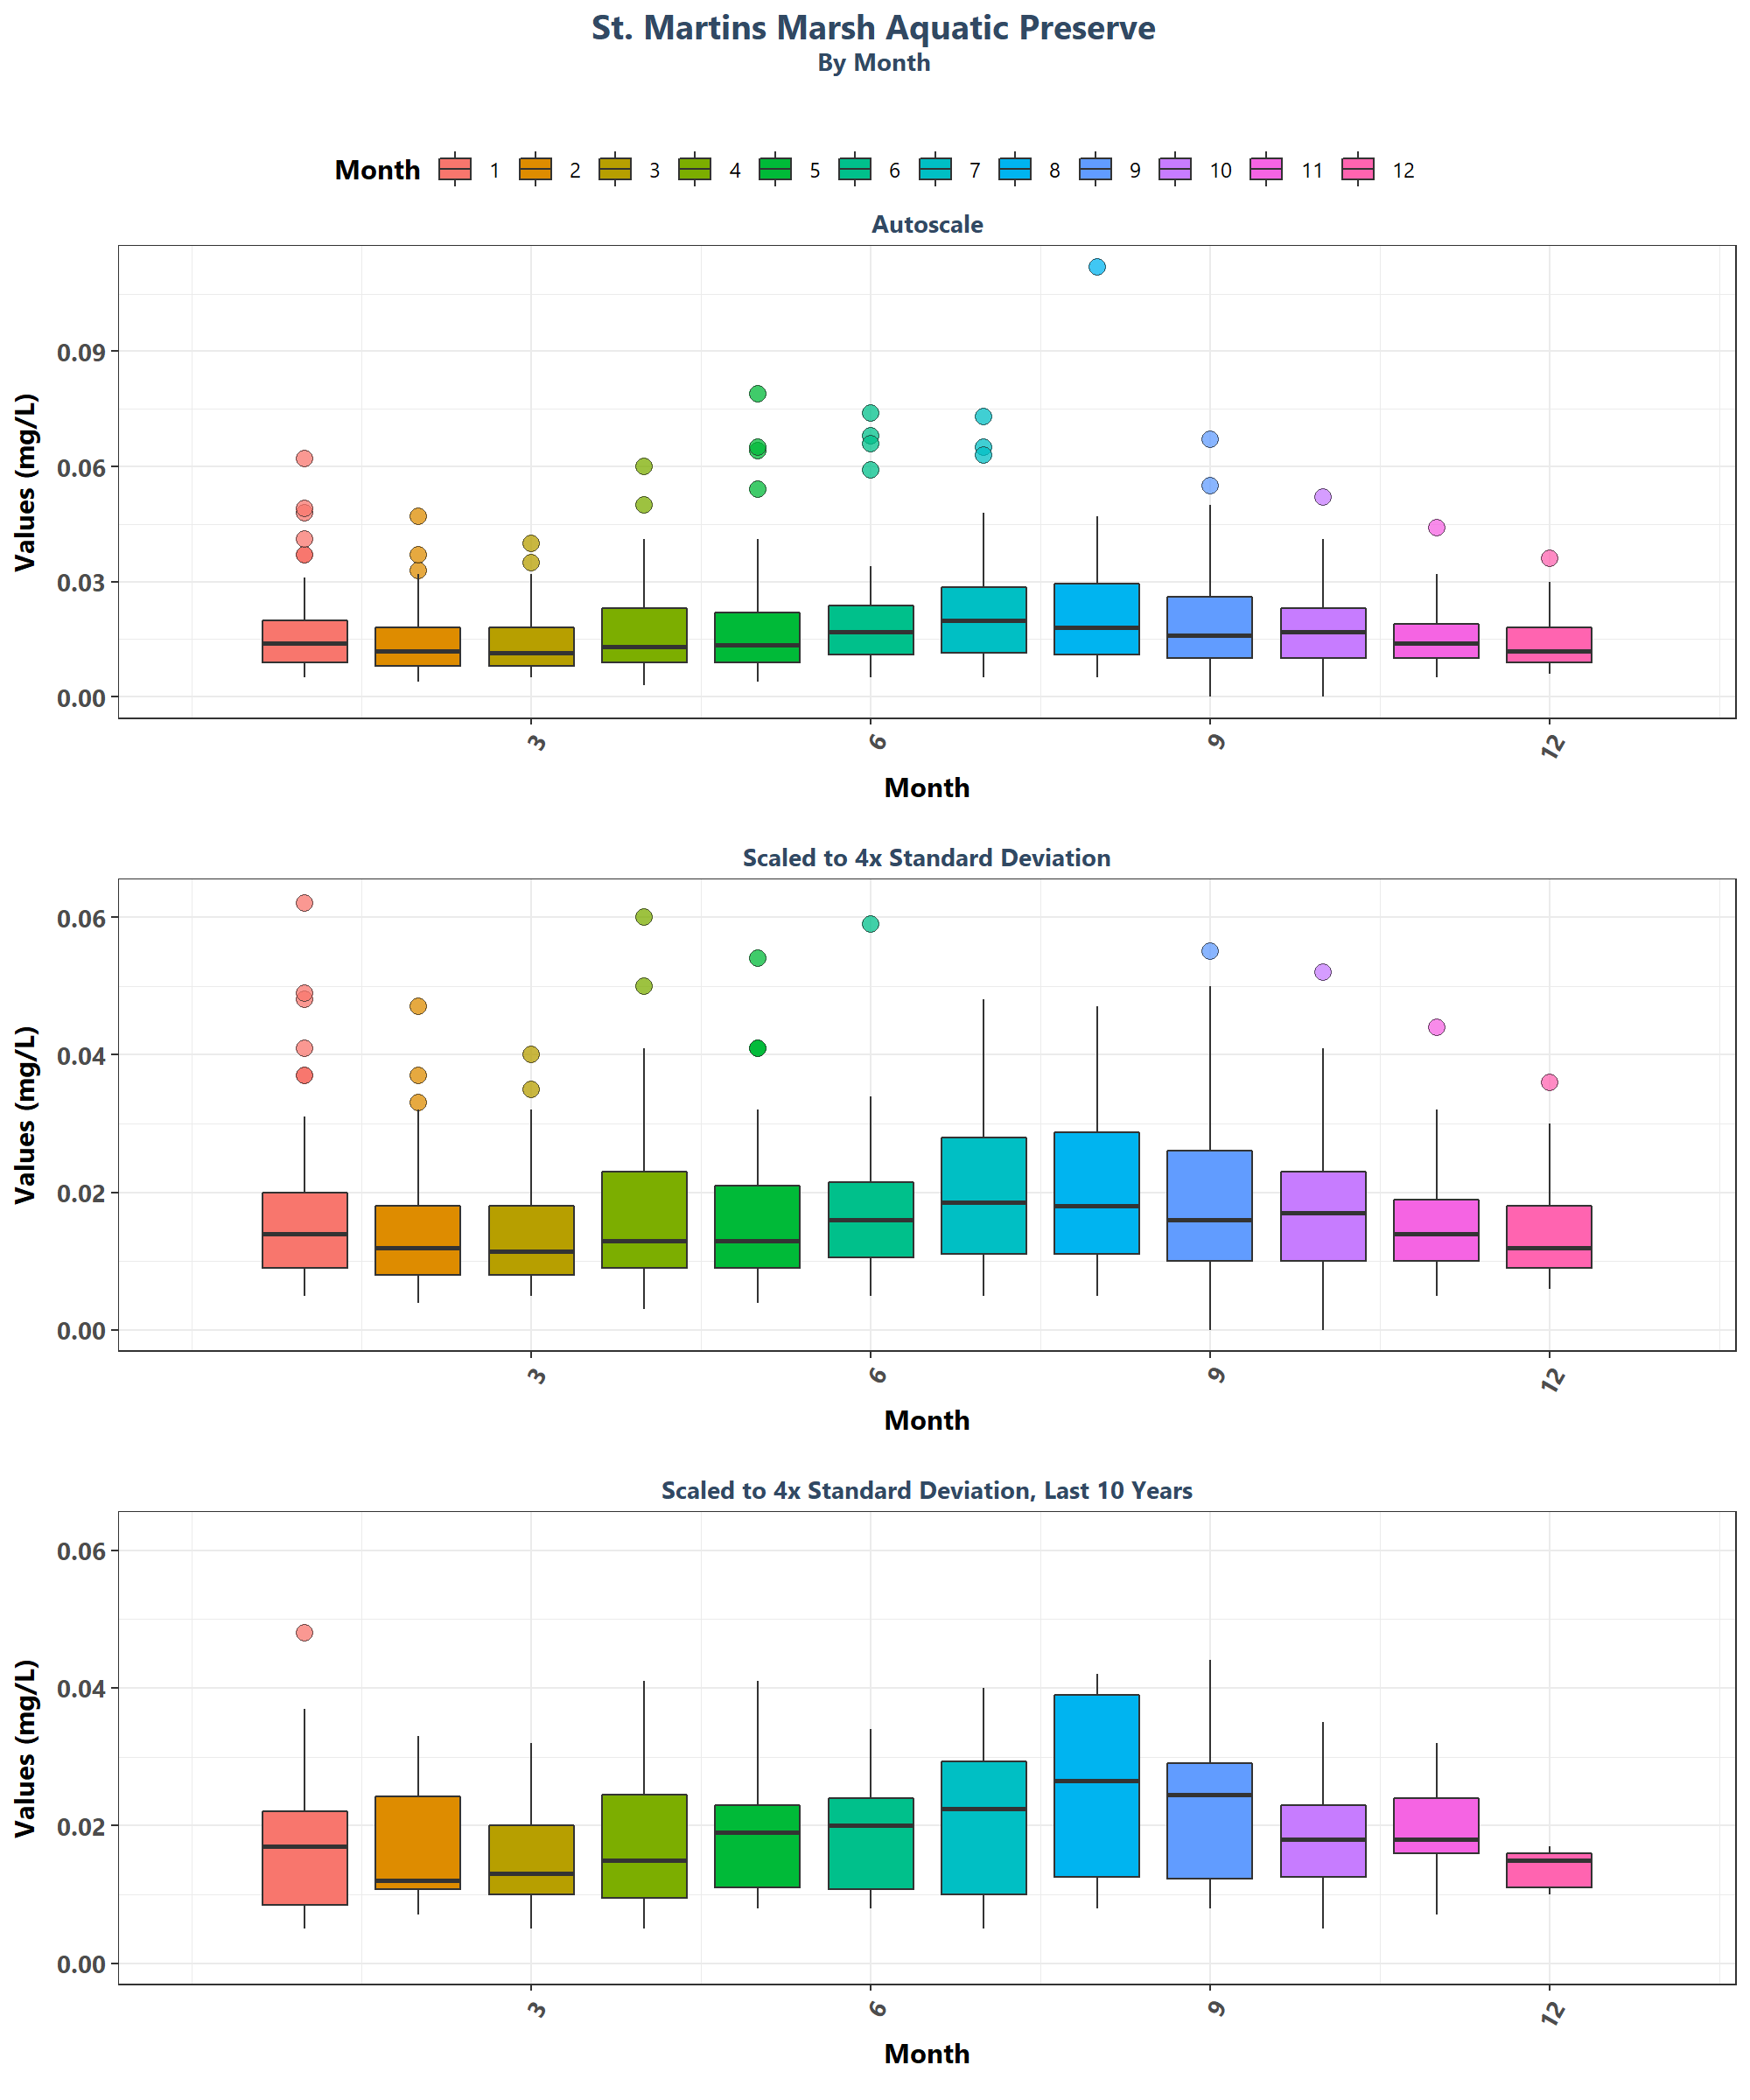 St. Martins Marsh Aquatic Preserve
By Month
Month 1 2 3 4 5 6 7 8 9 10 11 12
Autoscale
Values (mg/L)
0.09
0.06
0.03
0.00
3 6 9 12
Month
Scaled to 4x Standard Deviation
Values (mg/L)
0.06
0.04
0.02
0.00
3 6 9 12
Month
Scaled to 4x Standard Deviation, Last 10 Years
Values (mg/L)
0.06
0.04
0.02
0.00
3 6 9 12
Month